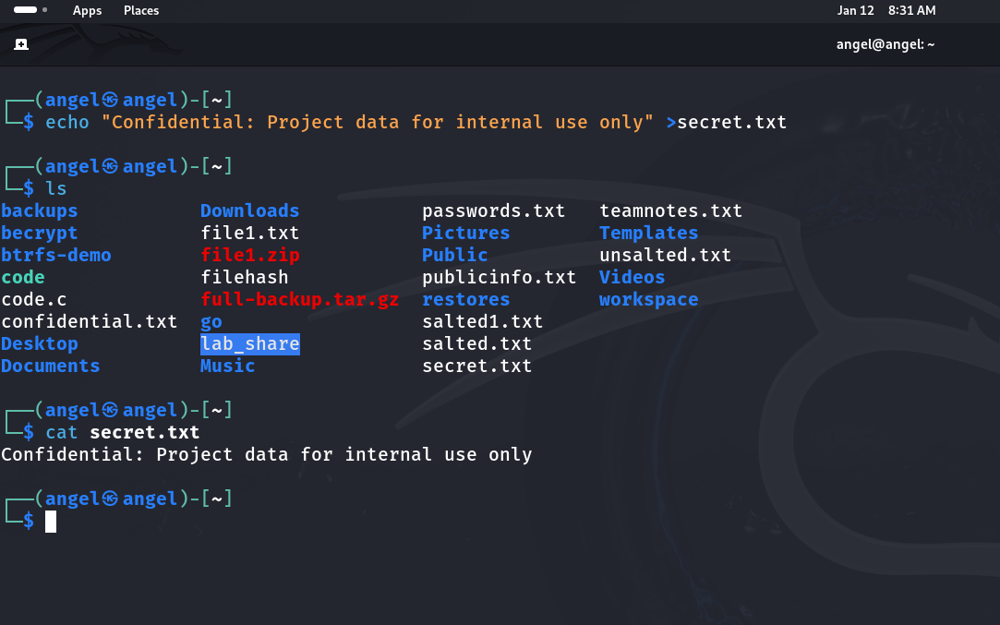 Apps Places Jan 12 8:31 AM
angel@angel: ~
┌──(angel㉿angel)-[~]
└─$ echo "Confidential: Project data for internal use only" >secret.txt
┌──(angel㉿angel)-[~]
└─$ ls
backups Downloads passwords.txt teamnotes.txt
becrypt file1.txt Pictures Templates
btrfs-demo file1.zip Public unsalted.txt
code filehash publicinfo.txt Videos
code.c full-backup.tar.gz restores workspace
confidential.txt go salted1.txt
Desktop lab_share salted.txt
Documents Music secret.txt
┌──(angel㉿angel)-[~]
└─$ cat secret.txt
Confidential: Project data for internal use only
┌──(angel㉿angel)-[~]
└─$